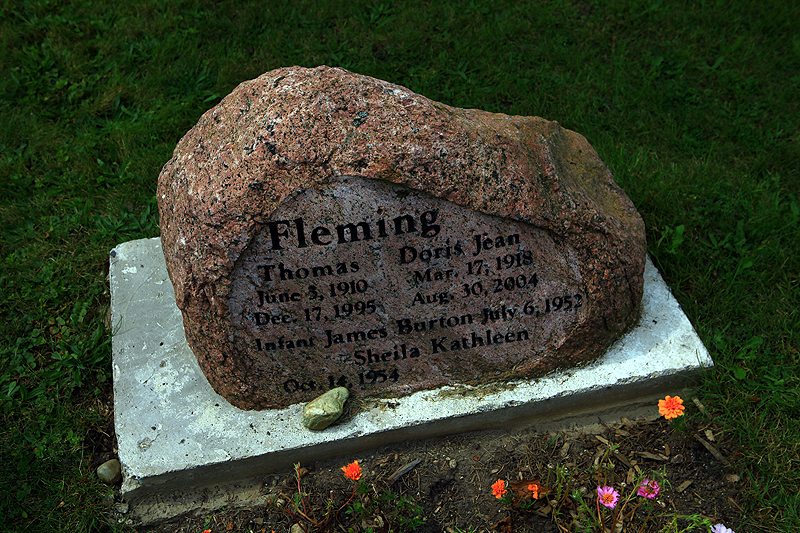 Fleming
Thomas Doris Jean
June 3, 1910 Mar. 17, 1918
Dec. 17, 1995 Aug. 30, 2004
Infant James Burton July 6, 1952
Sheila Kathleen
Oct. 14, 1954